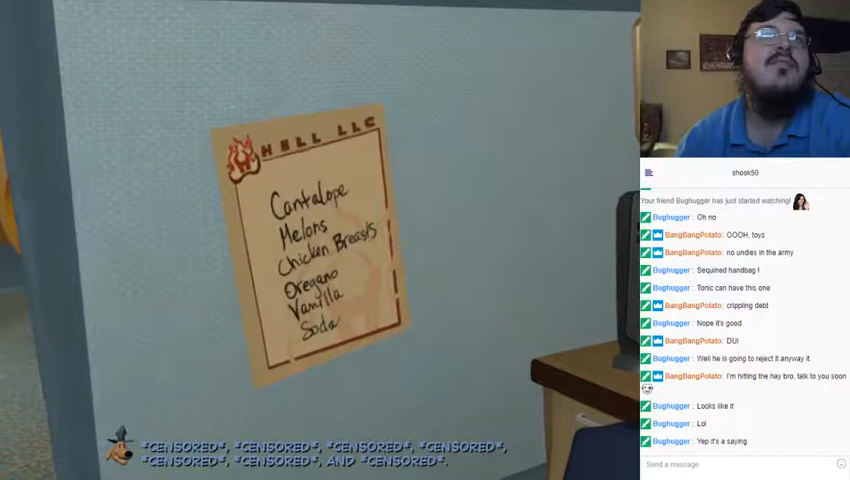 HELL LLC
Cantalope
Melons
Chicken Breasts
Oregano
Vanilla
Soda
*CENSORED*, *CENSORED*, *CENSORED*, *CENSORED*,
*CENSORED*, *CENSORED*, AND *CENSORED*.
shook50
Your friend Bughugger has just started watching!
Bughugger: Oh no
BangBangPotato: OOOH, toys
BangBangPotato: no undies in the army
Bughugger: Sequined handbag !
Bughugger: Tonic can have this one
BangBangPotato: crippling debt
Bughugger: Nope it's good
BangBangPotato: DUI
Bughugger: Well he is going to reject it anyway it.
BangBangPotato: I'm hitting the hay bro, talk to you soon
Bughugger: Looks like it
Bughugger: Lol
Bughugger: Yep it's a saying
Send a message